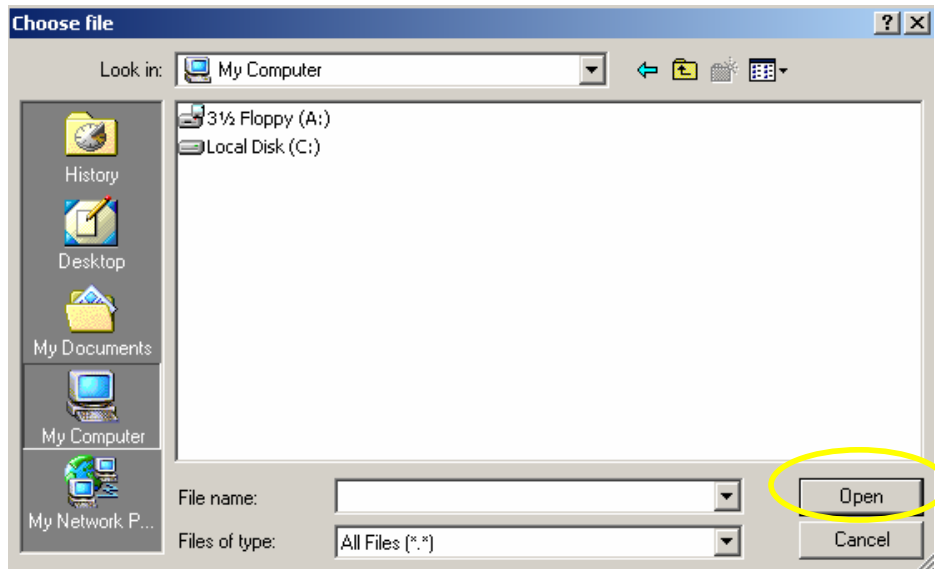 Choose file
Look in: My Computer
3½ Floppy (A:)
Local Disk (C:)
History
Desktop
My Documents
My Computer
My Network P...
File name: Open
Files of type: All Files (*.*) Cancel